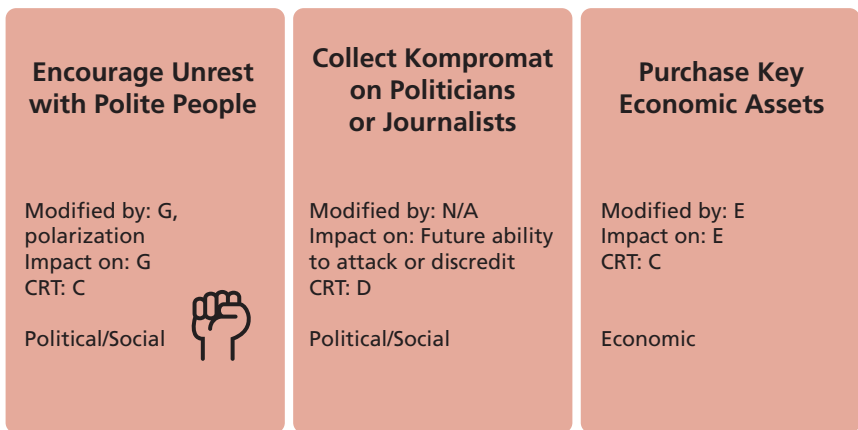 Encourage Unrest
with Polite People
Modified by: G,
polarization
Impact on: G
CRT: C
Political/Social
Collect Kompromat
on Politicians
or Journalists
Modified by: N/A
Impact on: Future ability
to attack or discredit
CRT: D
Political/Social
Purchase Key
Economic Assets
Modified by: E
Impact on: E
CRT: C
Economic